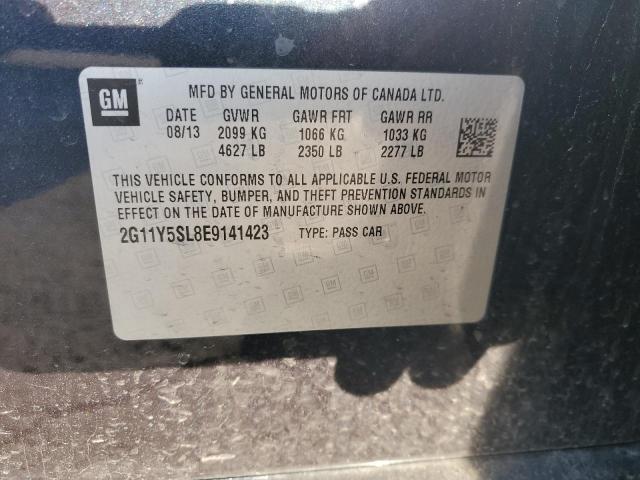 GM
MFD BY GENERAL MOTORS OF CANADA LTD.
DATE GVWR GAWR FRT GAWR RR
08/13 2099 KG 1066 KG 1033 KG
4627 LB 2350 LB 2277 LB
THIS VEHICLE CONFORMS TO ALL APPLICABLE U.S. FEDERAL MOTOR
VEHICLE SAFETY, BUMPER, AND THEFT PREVENTION STANDARDS IN
EFFECT ON THE DATE OF MANUFACTURE SHOWN ABOVE.
2G11Y5SL8E9141423 TYPE: PASS CAR